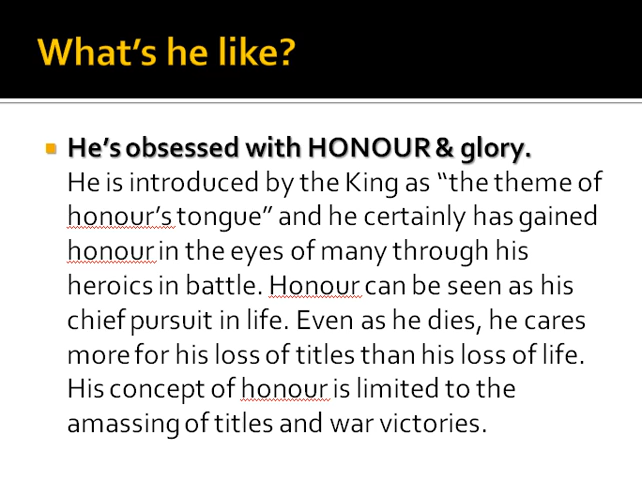 What's he like?
He's obsessed with HONOUR & glory.
He is introduced by the King as “the theme of
honour's tongue” and he certainly has gained
honour in the eyes of many through his
heroics in battle. Honour can be seen as his
chief pursuit in life. Even as he dies, he cares
more for his loss of titles than his loss of life.
His concept of honour is limited to the
amassing of titles and war victories.